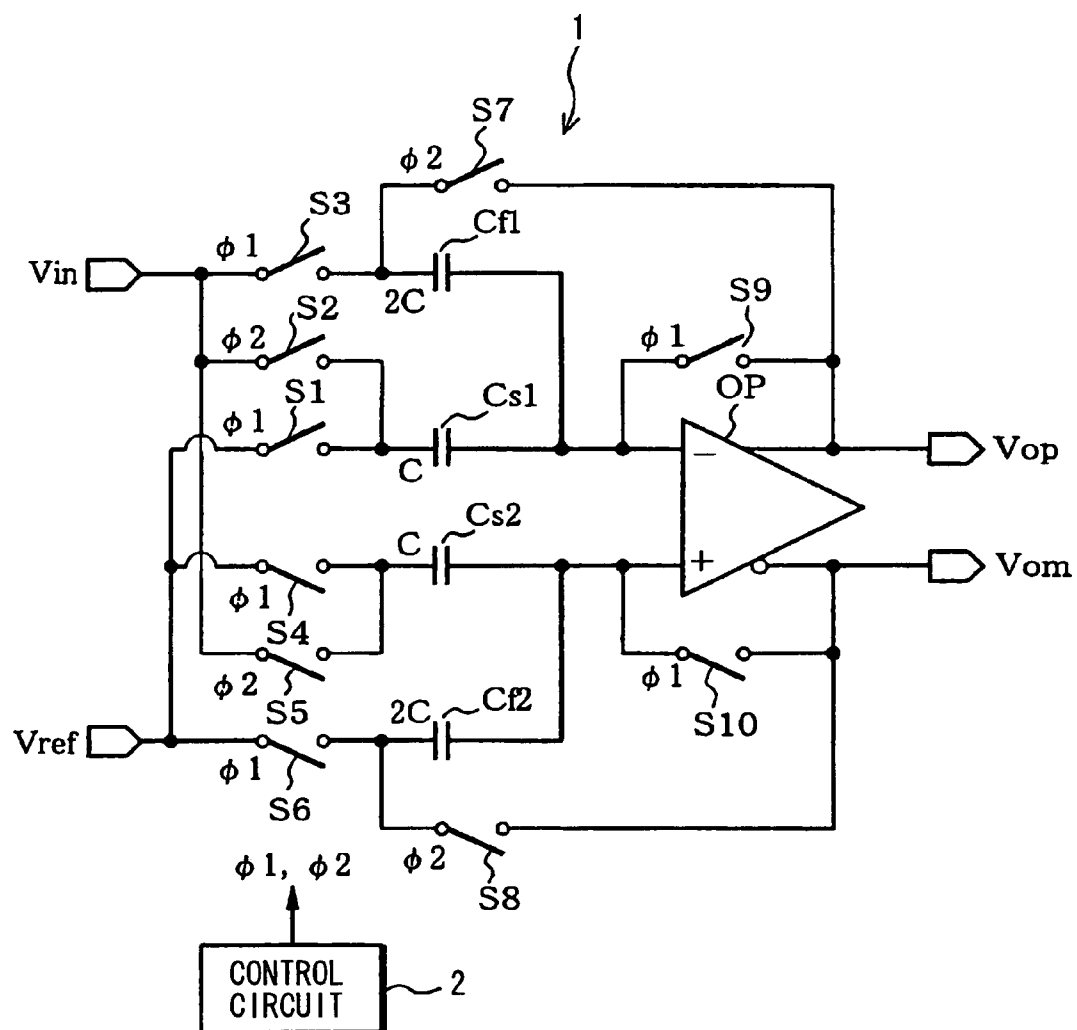 1
S7
φ2
S3
Cf1
φ1
Vin
2C
S9
S2
φ1
φ2
OP
S1
Cs1
φ1
−
Vop
C
Cs2
C
+
Vom
φ1
S4
φ1
φ2
S10
S5
Cf2
2C
Vref
φ1
S6
φ2
S8
φ1, φ2
CONTROL
CIRCUIT
2